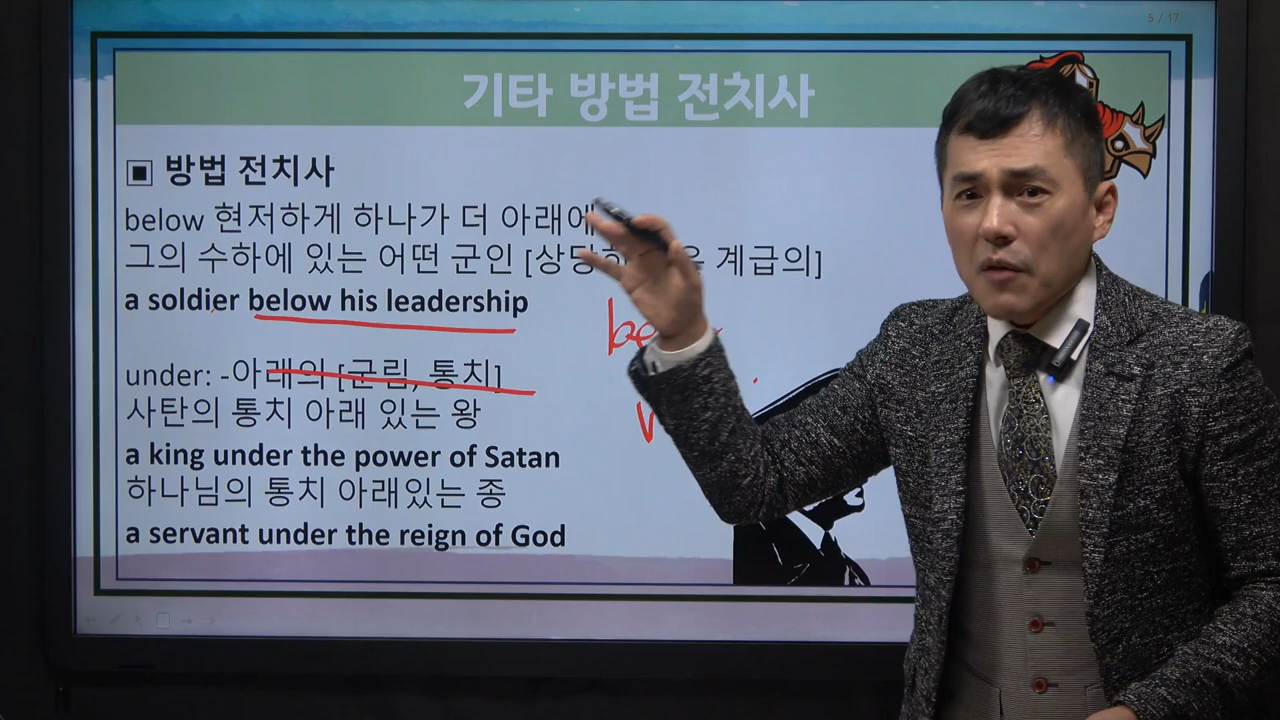 5 / 17
기타 방법 전치사
▣ 방법 전치사
below 현저하게 하나가 더 아래에
그의 수하에 있는 어떤 군인 [상당히 계급의]
a soldier below his leadership
under: -아래의 [군림, 통치]
사탄의 통치 아래 있는 왕
a king under the power of Satan
하나님의 통치 아래있는 종
a servant under the reign of God